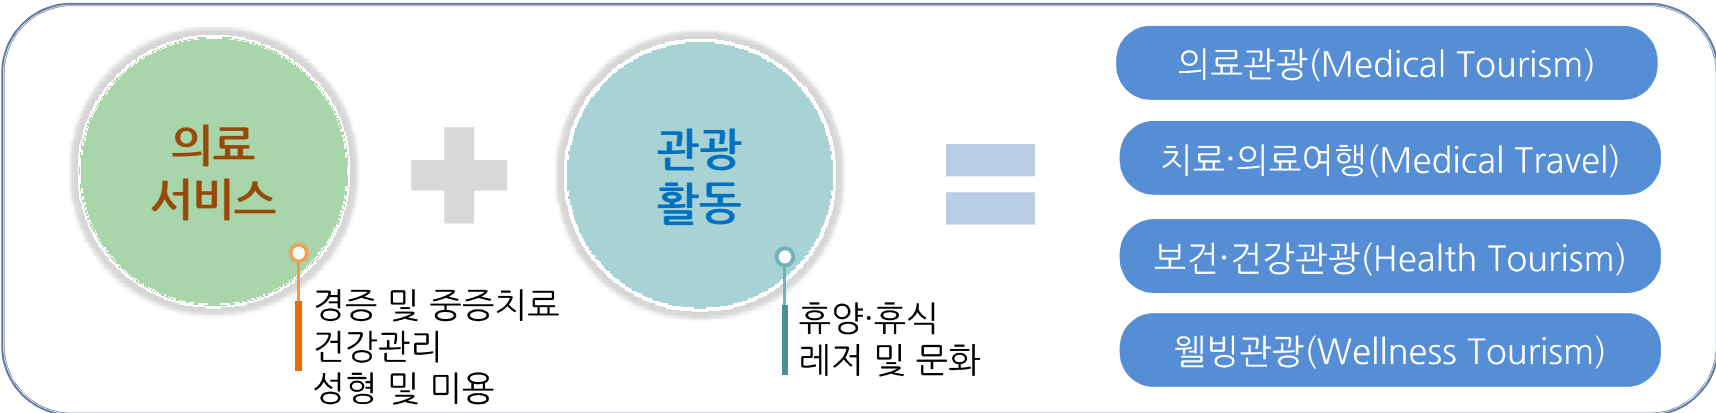 의료
서비스
경증 및 중증치료
건강관리
성형 및 미용
관광
활동
휴양·휴식
레저 및 문화
의료관광(Medical Tourism)
치료·의료여행(Medical Travel)
보건·건강관광(Health Tourism)
웰빙관광(Wellness Tourism)